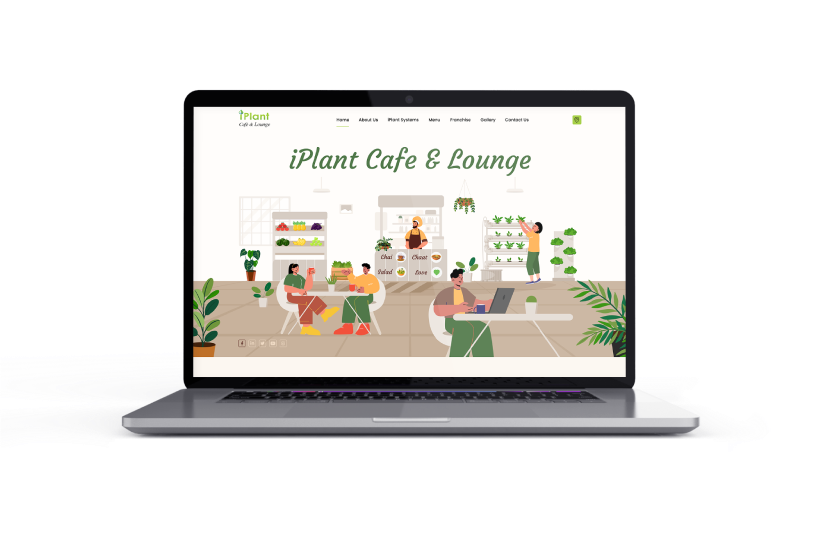 iPlant
Cafe & Lounge
Home About Us iPlant Systems Menu Franchise Gallery Contact Us
iPlant Cafe & Lounge
Chai Chaat
Salad Love